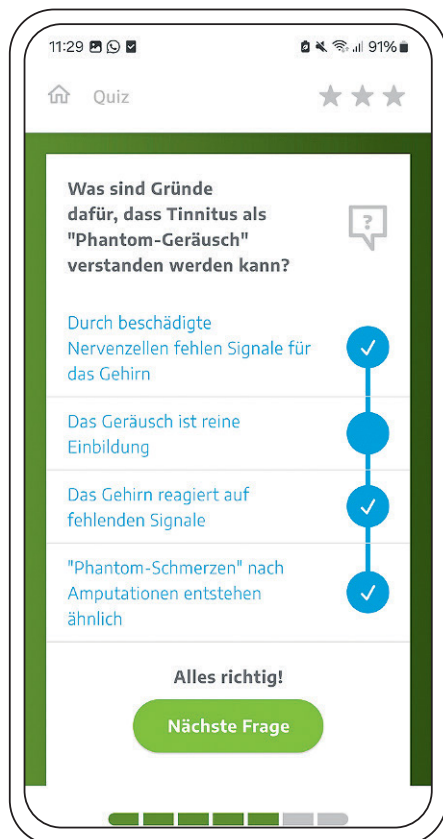 11:29 91%
Quiz
Was sind Gründe
dafür, dass Tinnitus als
"Phantom-Geräusch"
verstanden werden kann?
?
Durch beschädigte
Nervenzellen fehlen Signale für
das Gehirn
Das Geräusch ist reine
Einbildung
Das Gehirn reagiert auf
fehlenden Signale
"Phantom-Schmerzen" nach
Amputationen entstehen
ähnlich
Alles richtig!
Nächste Frage